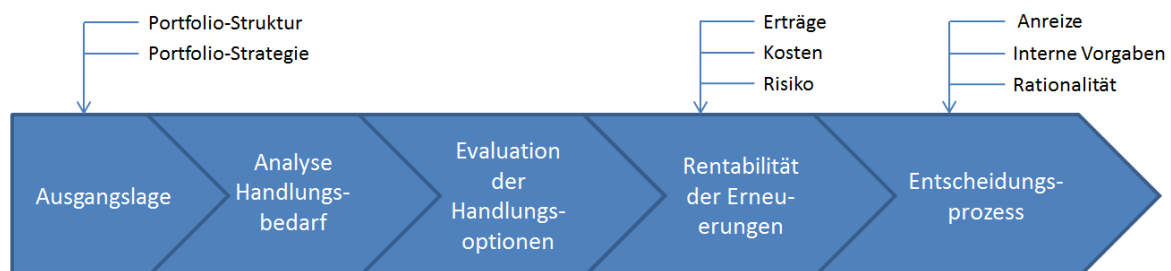 Portfolio-Struktur
Portfolio-Strategie
Erträge
Kosten
Risiko
Anreize
Interne Vorgaben
Rationalität
Ausgangslage
Analyse
Handlungs-
bedarf
Evaluation
der
Handlungs-
optionen
Rentabilität
der Erneu-
erungen
Entscheidungs-
prozess